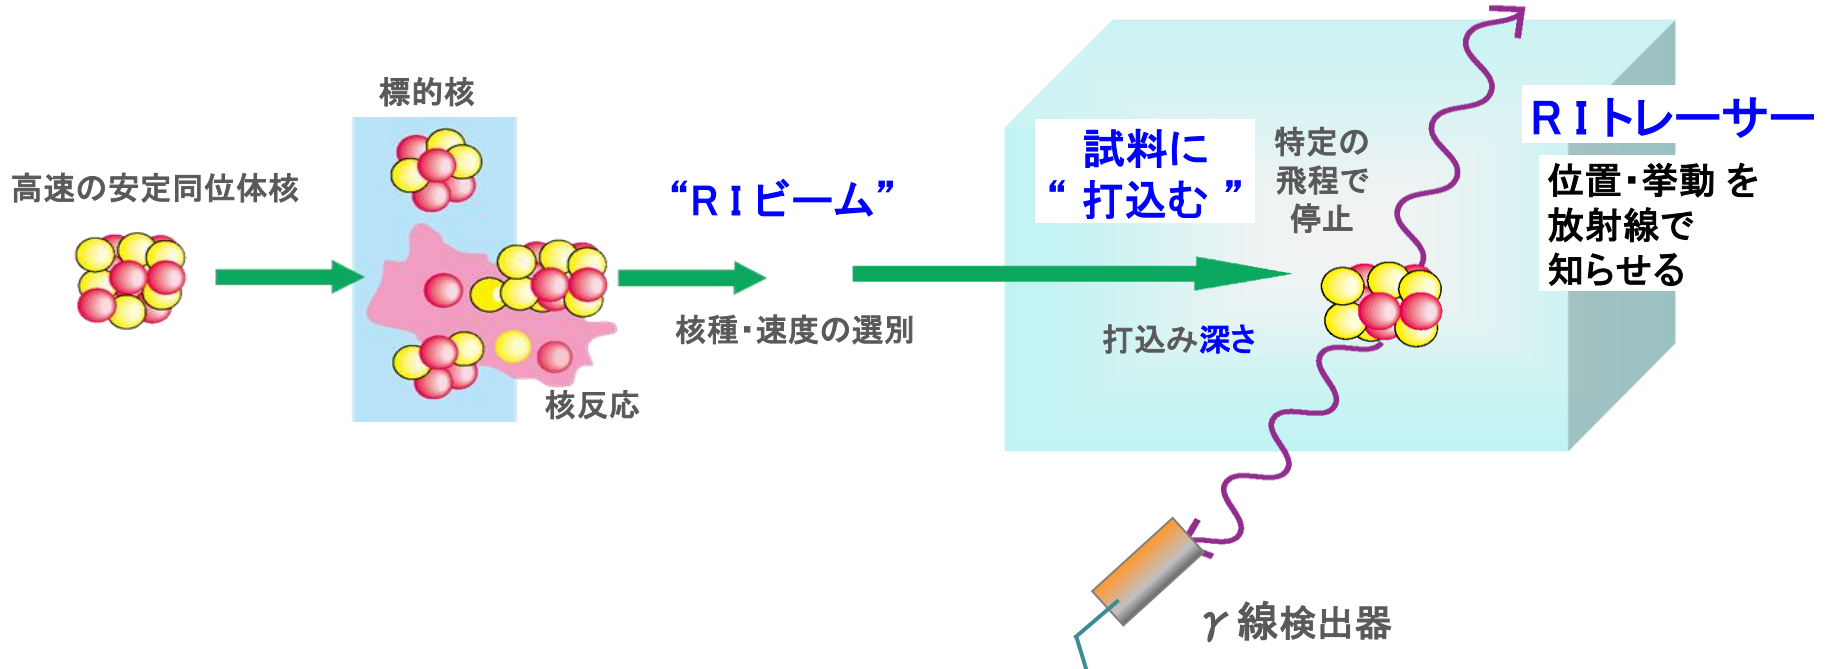 高速の安定同位体核
標的核
核反応
“ＲＩビーム”
核種・速度の選別
試料に
“ 打込む ”
特定の
飛程で
停止
打込み深さ
ＲＩトレーサー
位置・挙動 を
放射線で
知らせる
γ線検出器